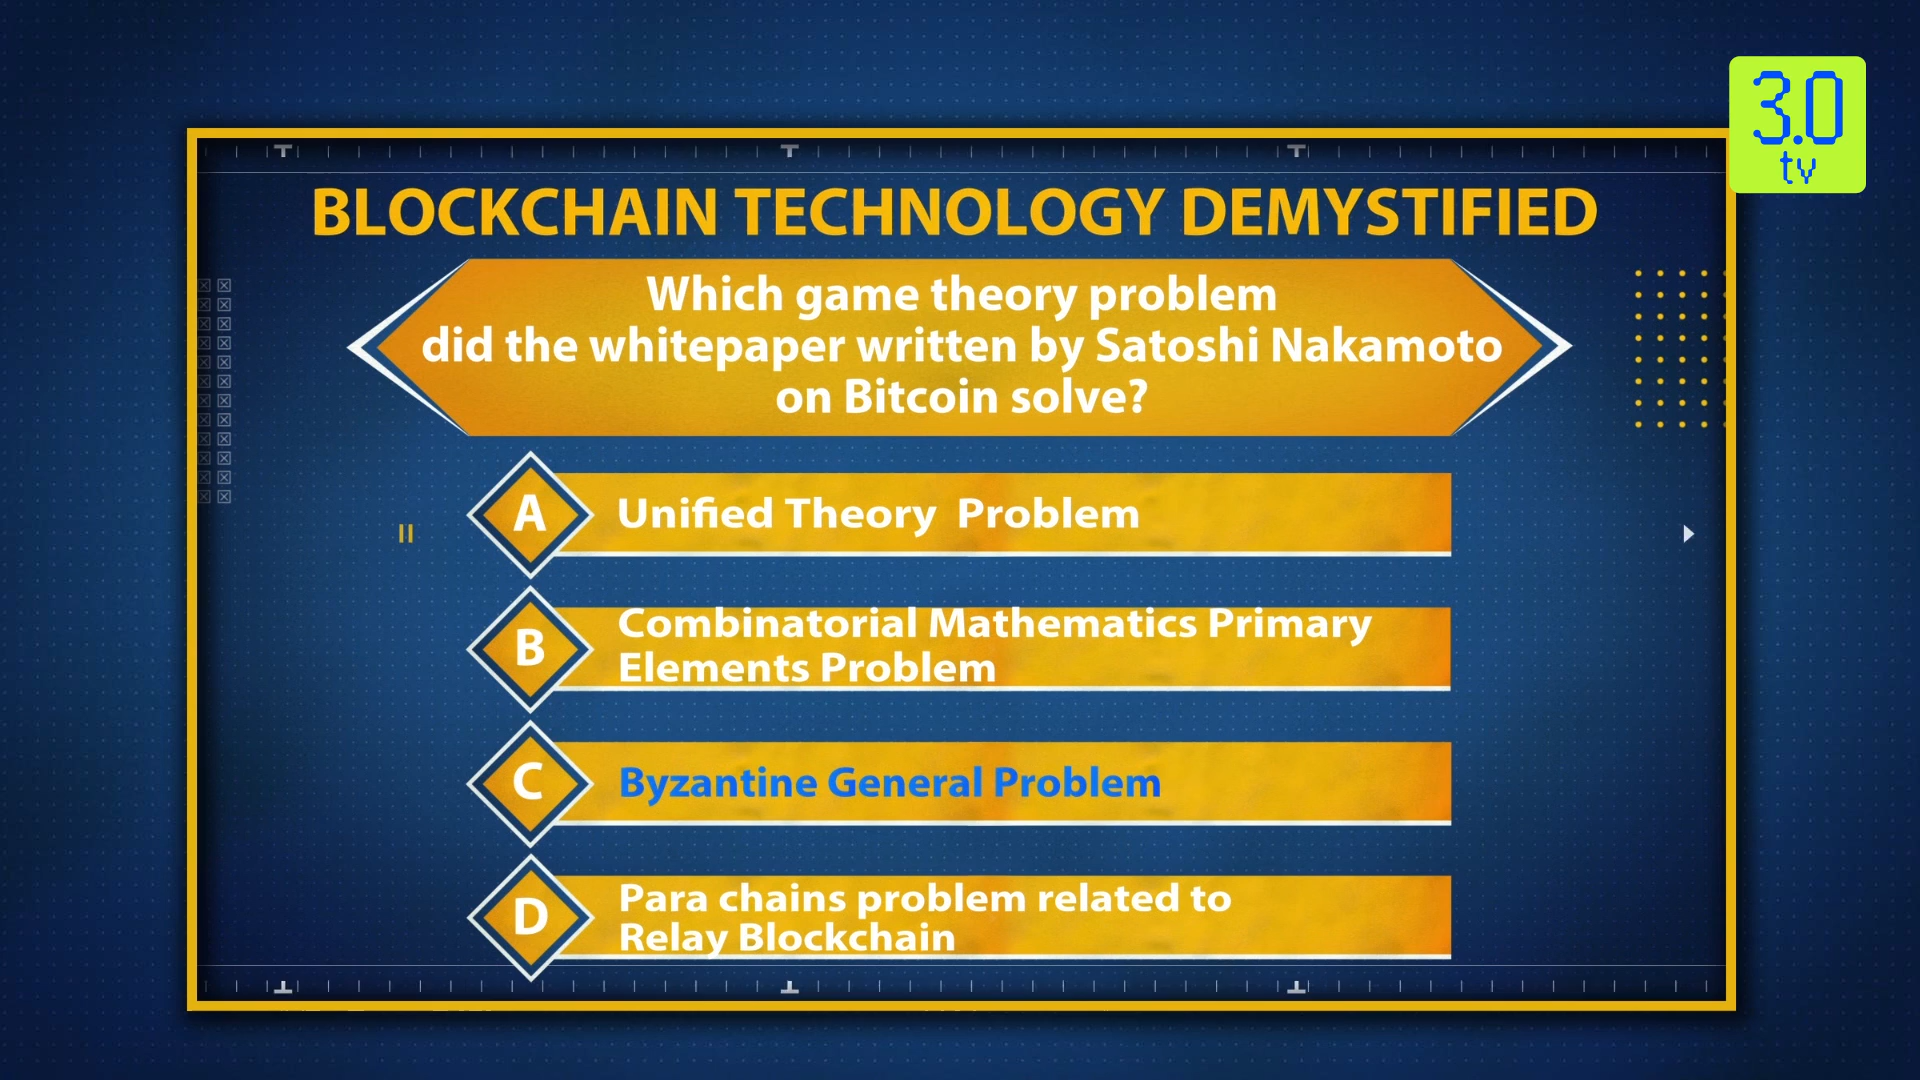 3.0
tv
BLOCKCHAIN TECHNOLOGY DEMYSTIFIED
Which game theory problem
did the whitepaper written by Satoshi Nakamoto
on Bitcoin solve?
A Unified Theory Problem
B Combinatorial Mathematics Primary
Elements Problem
C Byzantine General Problem
D Para chains problem related to
Relay Blockchain